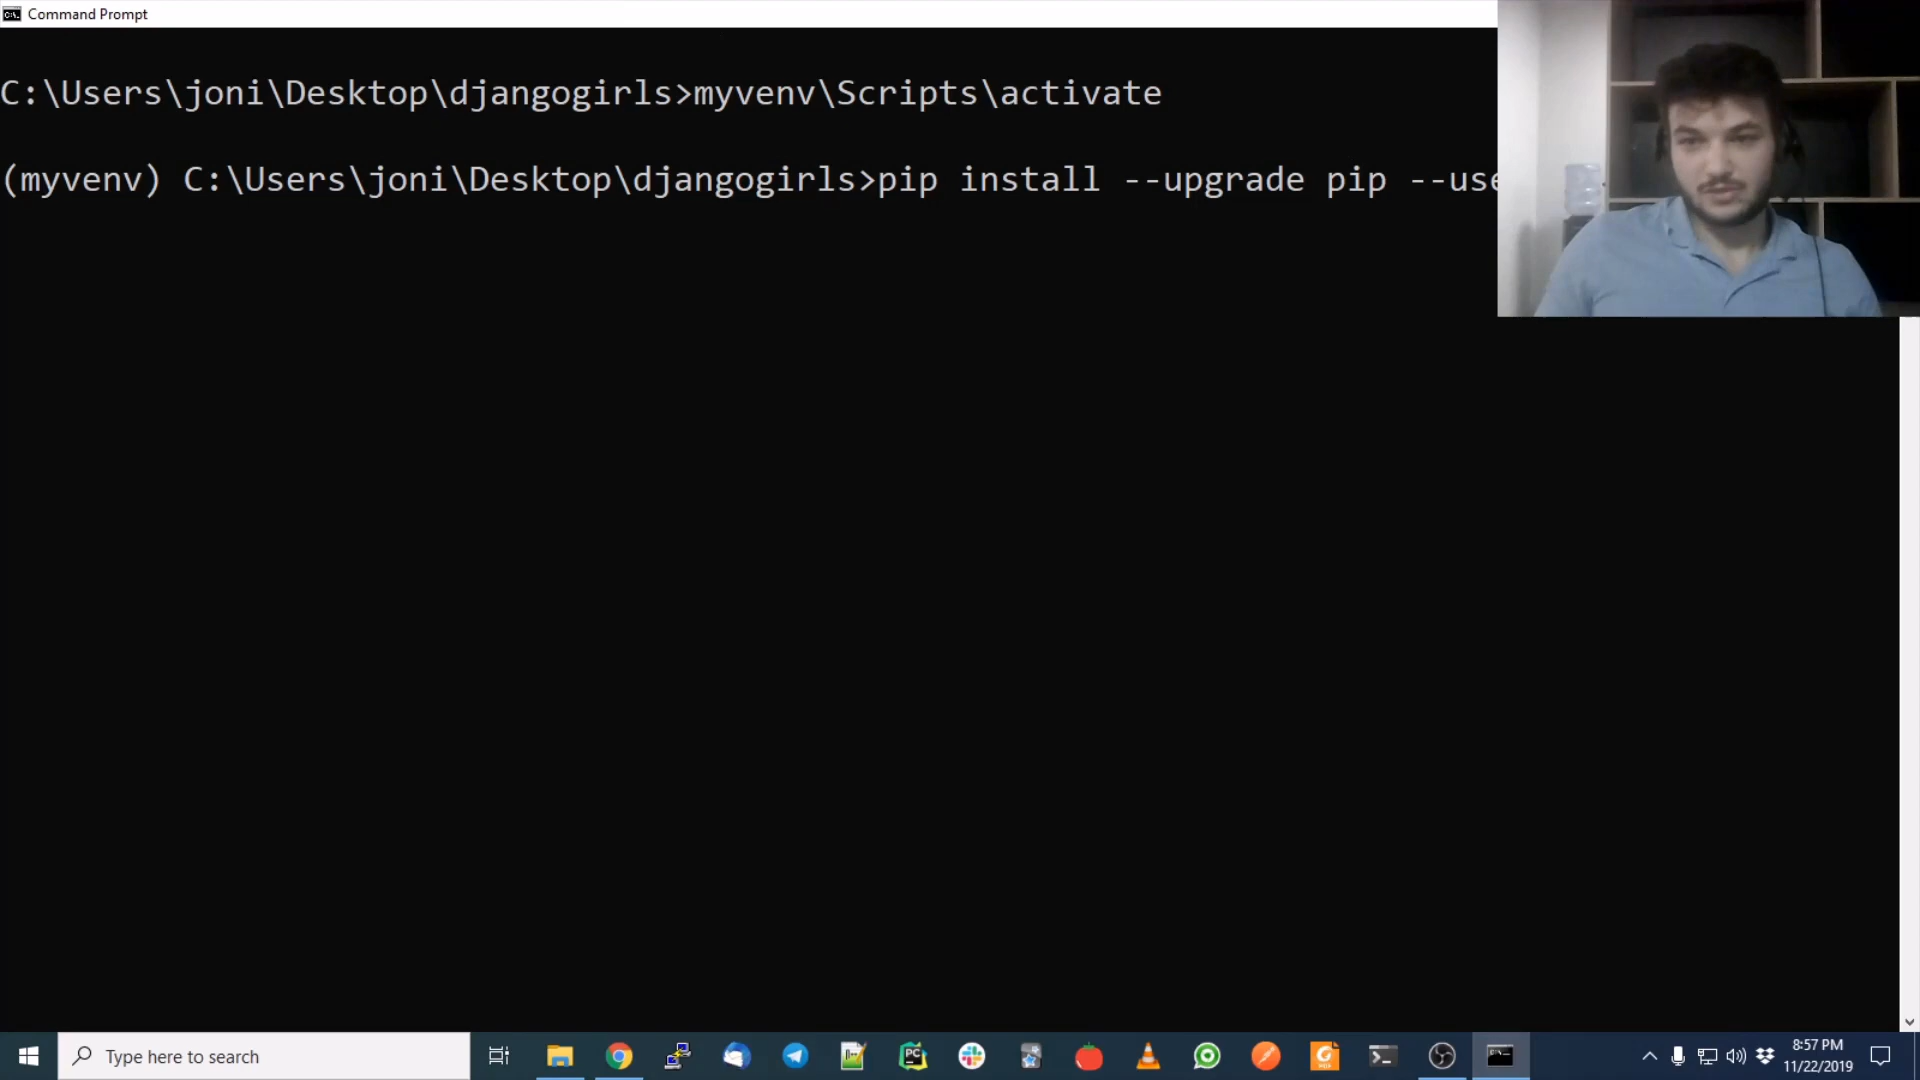 Command Prompt
C:\Users\joni\Desktop\djangogirls>myvenv\Scripts\activate
(myvenv) C:\Users\joni\Desktop\djangogirls>pip install --upgrade pip --use
Type here to search
8:57 PM
11/22/2019